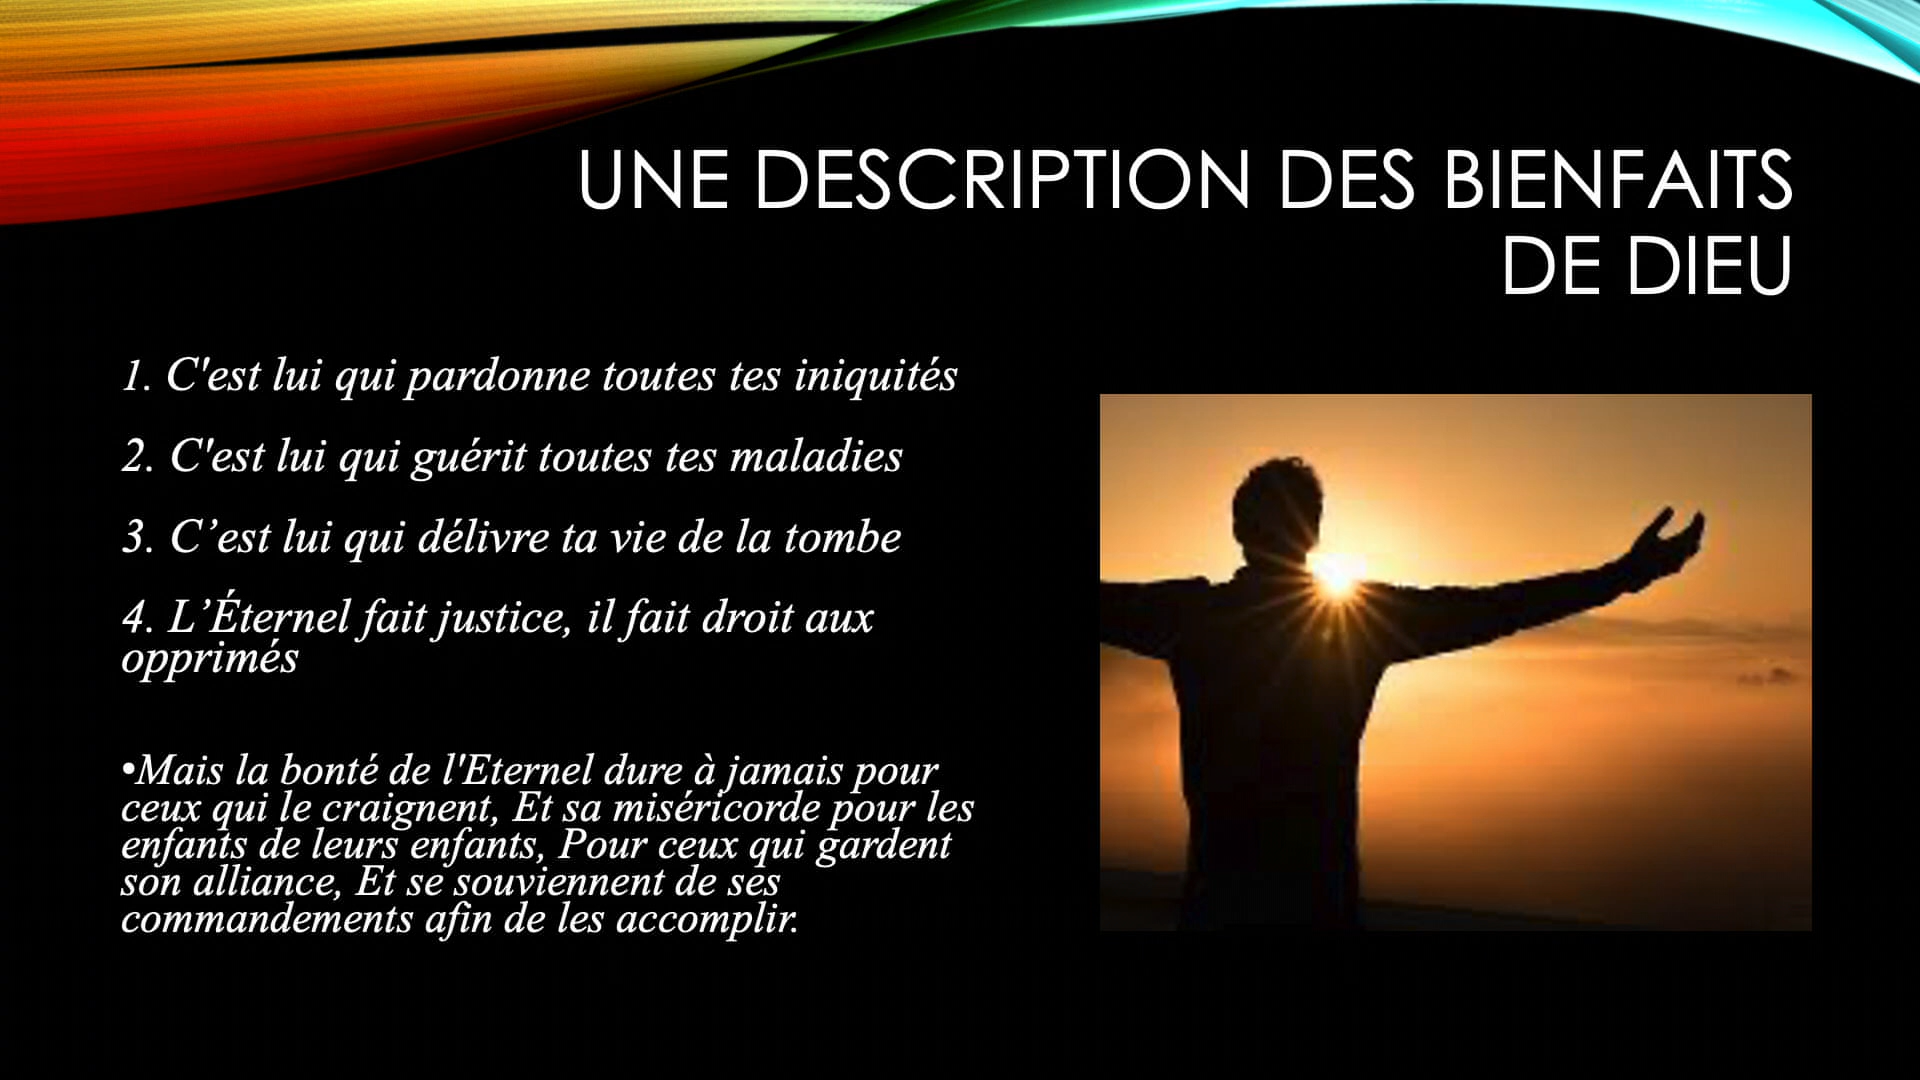 UNE DESCRIPTION DES BIENFAITS
DE DIEU
1. C'est lui qui pardonne toutes tes iniquités
2. C'est lui qui guérit toutes tes maladies
3. C’est lui qui délivre ta vie de la tombe
4. L’Éternel fait justice, il fait droit aux
opprimés
•Mais la bonté de l'Eternel dure à jamais pour
ceux qui le craignent, Et sa miséricorde pour les
enfants de leurs enfants, Pour ceux qui gardent
son alliance, Et se souviennent de ses
commandements afin de les accomplir.